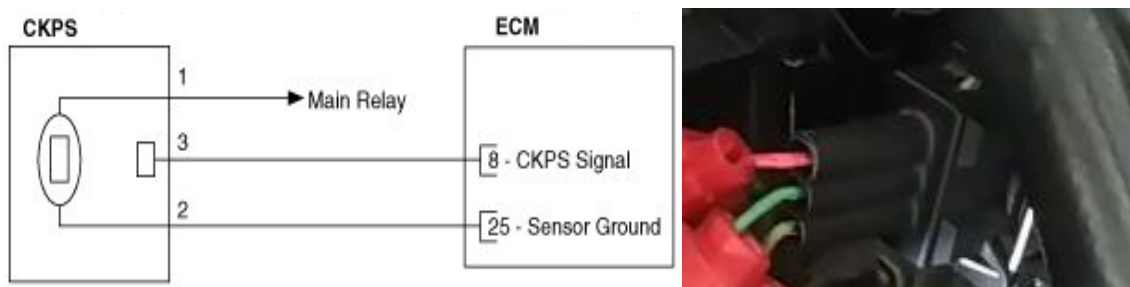 CKPS
ECM
1
Main Relay
3
8 - CKPS Signal
2
25 - Sensor Ground